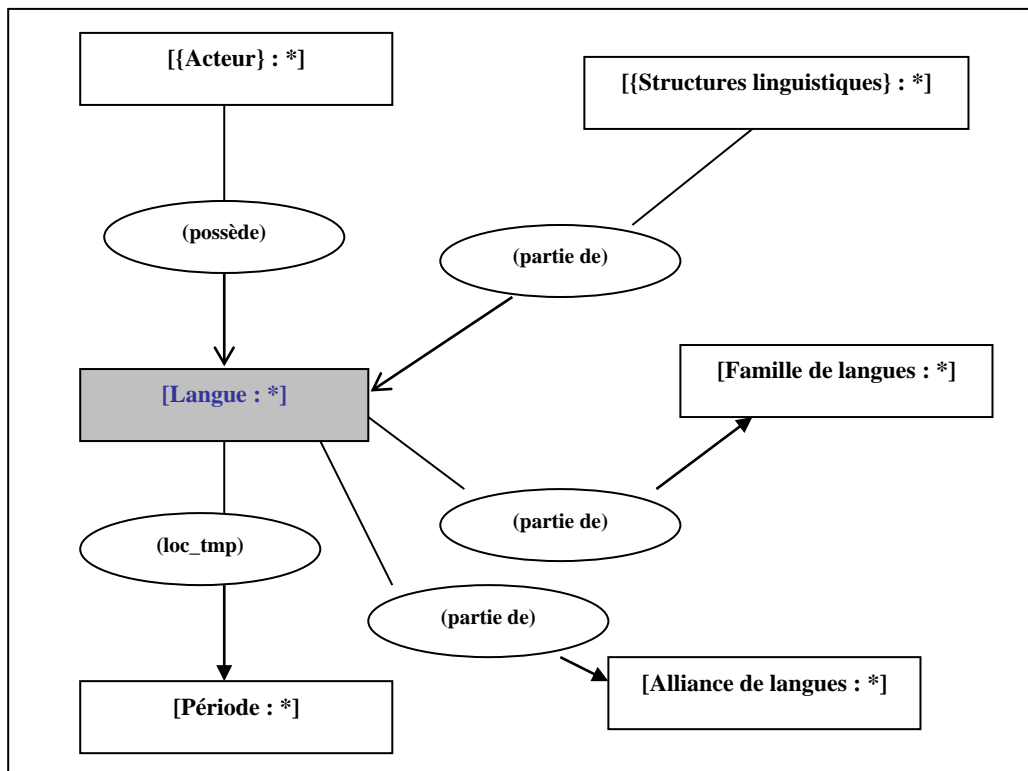 [{Acteur} : *]
[{Structures linguistiques} : *]
(possède)
(partie de)
[Famille de langues : *]
[Langue : *]
(partie de)
(loc_tmp)
(partie de)
[Alliance de langues : *]
[Période : *]